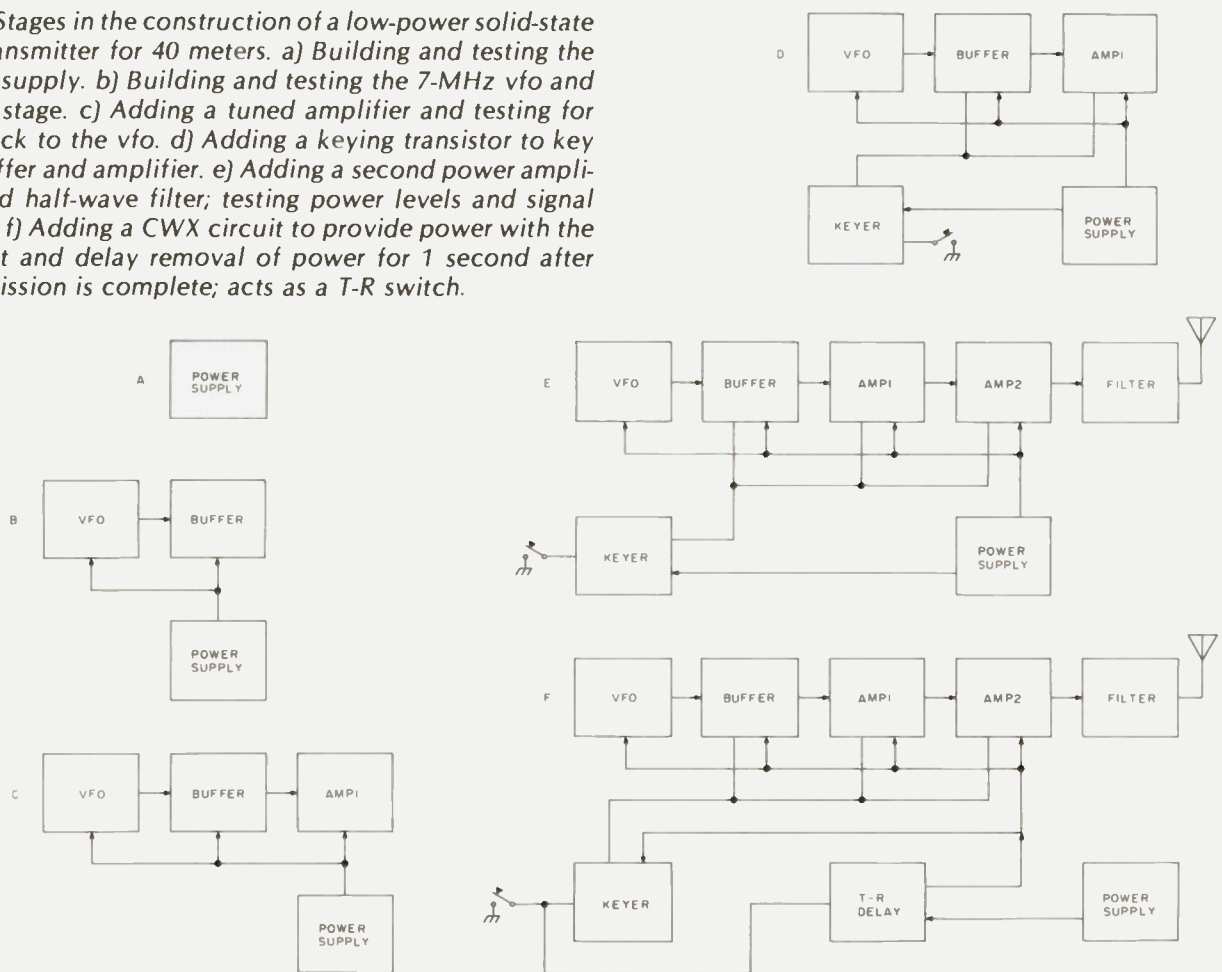 Stages in the construction of a low-power solid-state
nsmitter for 40 meters. a) Building and testing the
supply. b) Building and testing the 7-MHz vfo and
stage. c) Adding a tuned amplifier and testing for
ck to the vfo. d) Adding a keying transistor to key
ffer and amplifier. e) Adding a second power ampli-
d half-wave filter; testing power levels and signal
f) Adding a CWX circuit to provide power with the
t and delay removal of power for 1 second after
ission is complete; acts as a T-R switch.
D
VFO
BUFFER
AMP1
KEYER
POWER
SUPPLY
A
POWER
SUPPLY
B
VFO
BUFFER
POWER
SUPPLY
C
VFO
BUFFER
AMP1
POWER
SUPPLY
E
VFO
BUFFER
AMP1
AMP2
FILTER
KEYER
POWER
SUPPLY
F
VFO
BUFFER
AMP1
AMP2
FILTER
KEYER
T-R
DELAY
POWER
SUPPLY